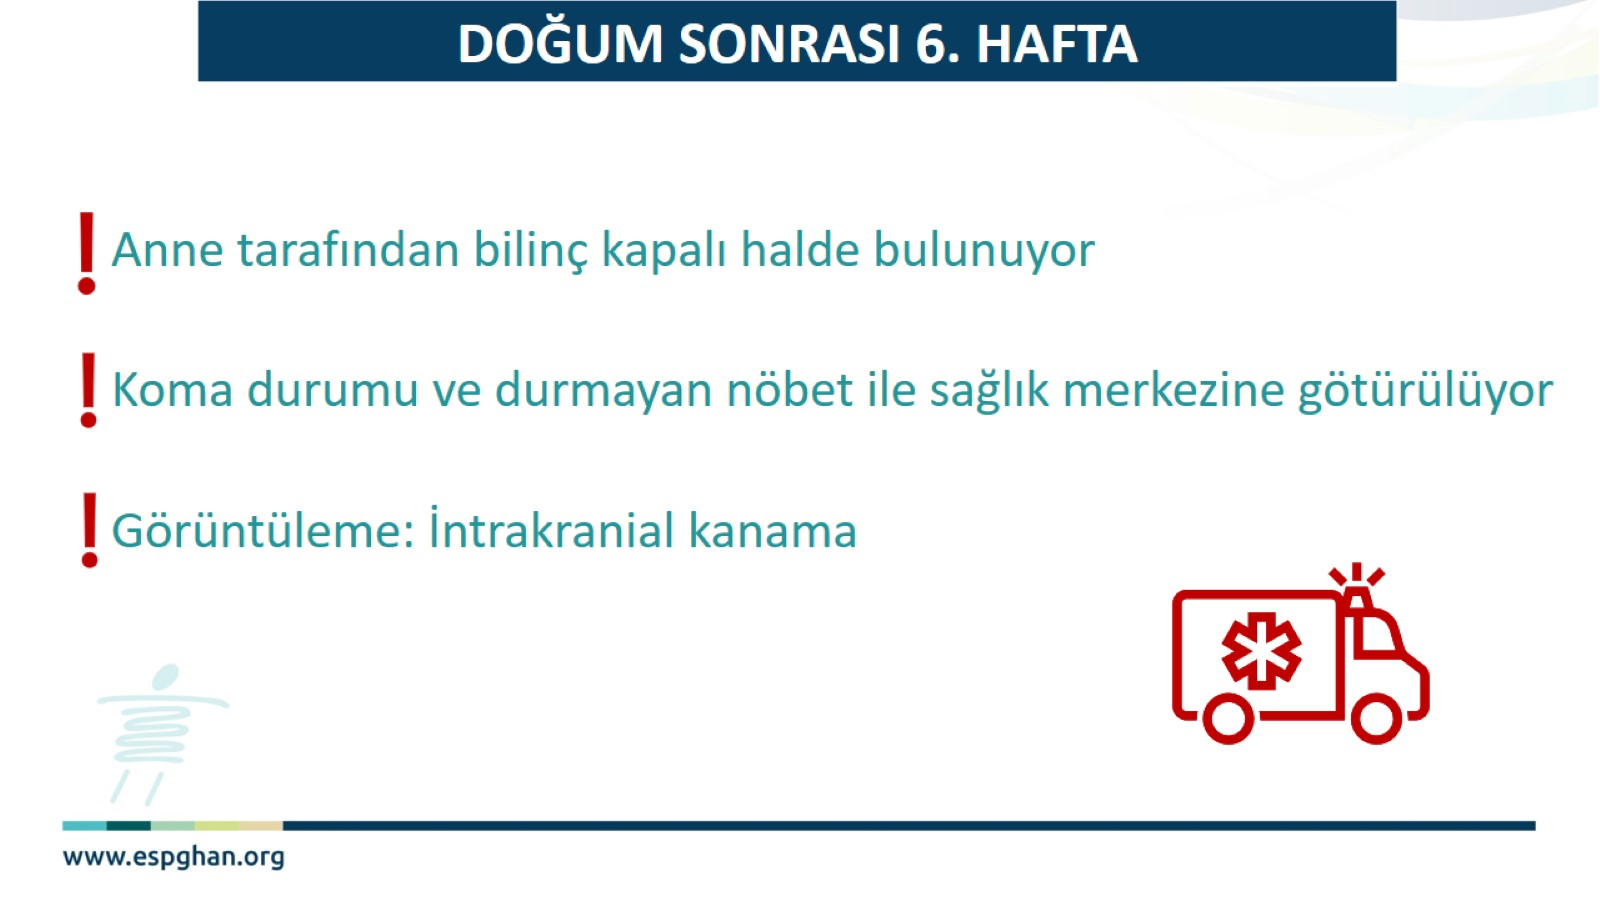 DOĞUM SONRASI 6. HAFTA
! Anne tarafından bilinç kapalı halde bulunuyor
! Koma durumu ve durmayan nöbet ile sağlık merkezine götürülüyor
! Görüntüleme: İntrakranial kanama
www.espghan.org